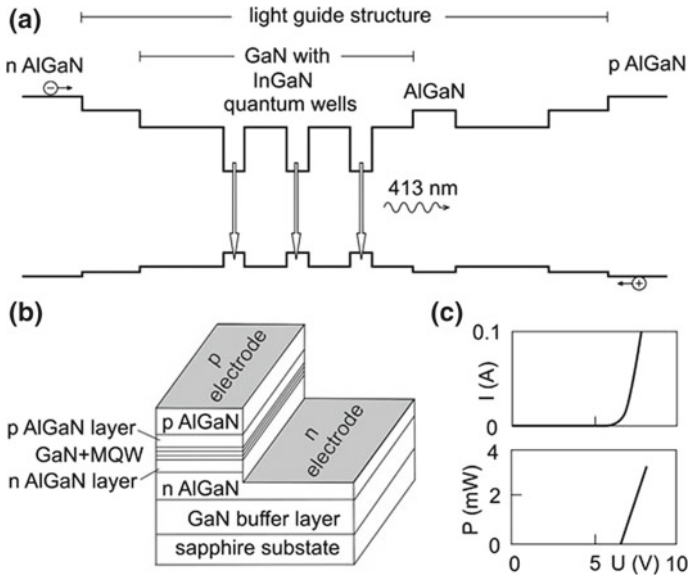 (a)
light guide structure
n AlGaN
GaN with
InGaN
quantum wells
AlGaN
p AlGaN
413 nm
(b)
p
electrode
n
electrode
p AlGaN
p AlGaN layer
GaN+MQW
n AlGaN layer
n AlGaN
GaN buffer layer
sapphire substate
(c)
0.1
I (A)
0
4
P (mW)
2
0
0 5 U (V) 10